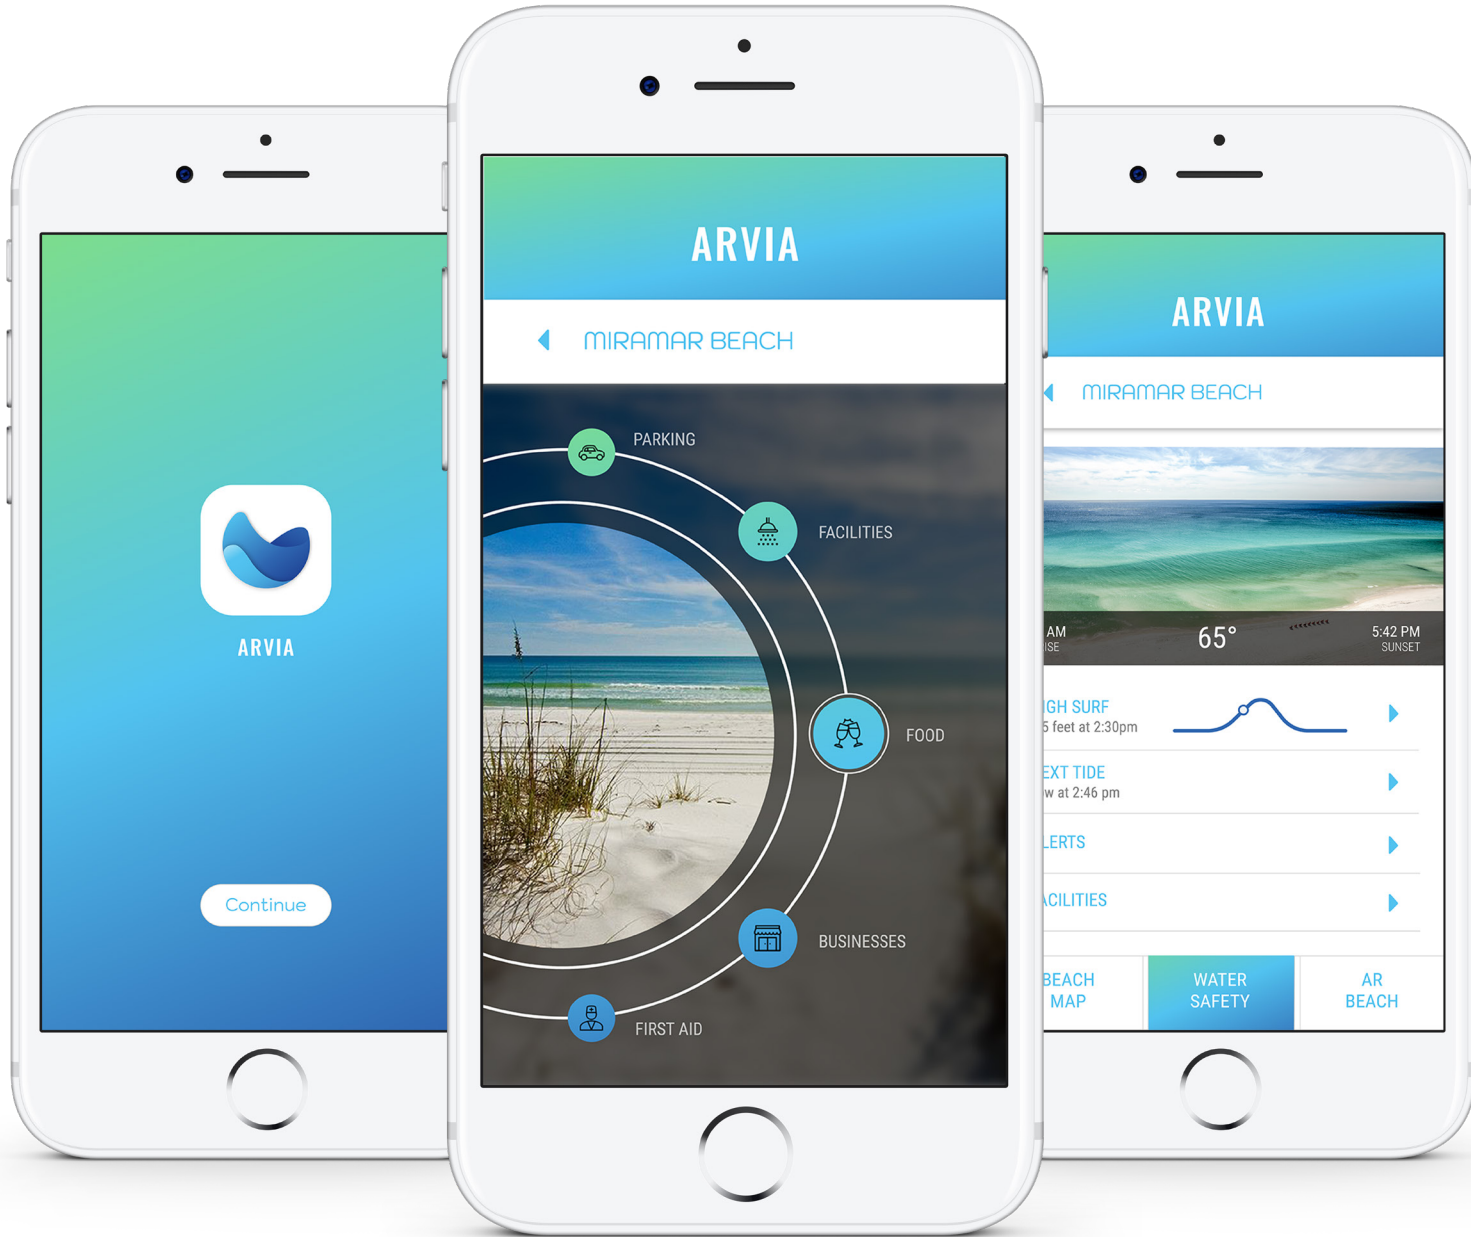 ARVIA
Continue
ARVIA
MIRAMAR BEACH
PARKING
FACILITIES
FOOD
BUSINESSES
FIRST AID
ARVIA
MIRAMAR BEACH
AM
65°
5:42 PM
SUNSET
IGH SURF
5 feet at 2:30pm
EXT TIDE
w at 2:46 pm
LERTS
ACILITIES
BEACH
MAP
WATER
SAFETY
AR
BEACH